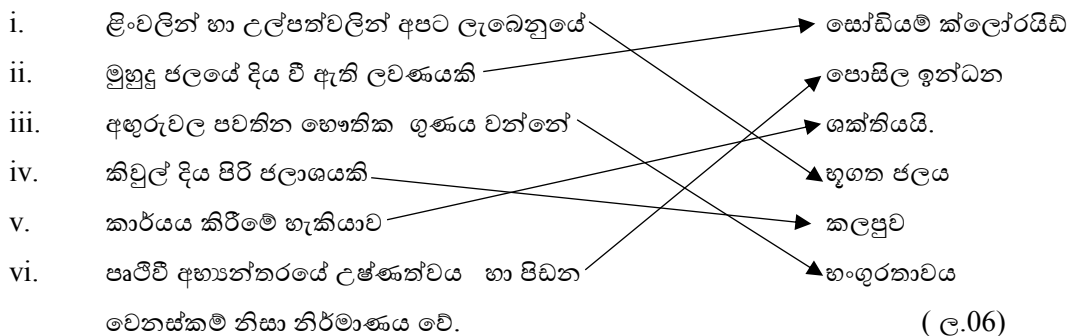 i. ළිංවලින් හා උල්පත්වලින් අපට ලැබෙනුයේ සෝඩියම් ක්ලෝරයිඩ්
ii. මුහුදු ජලයේ දිය වී ඇති ලවණයකි පොසිල ඉන්ධන
iii. අඟුරුවල පවතින භෞතික ගුණය වන්නේ ශක්තියයි.
iv. කිවුල් දිය පිරි ජලාශයකි භූගත ජලය
v. කාර්යය කිරීමේ හැකියාව කලපුව
vi. පෘථිවී අභ්‍යන්තරයේ උෂ්ණත්වය හා පිඩන භංගුරතාවය
වෙනස්කම් නිසා නිර්මාණය වේ. ( ල.06)